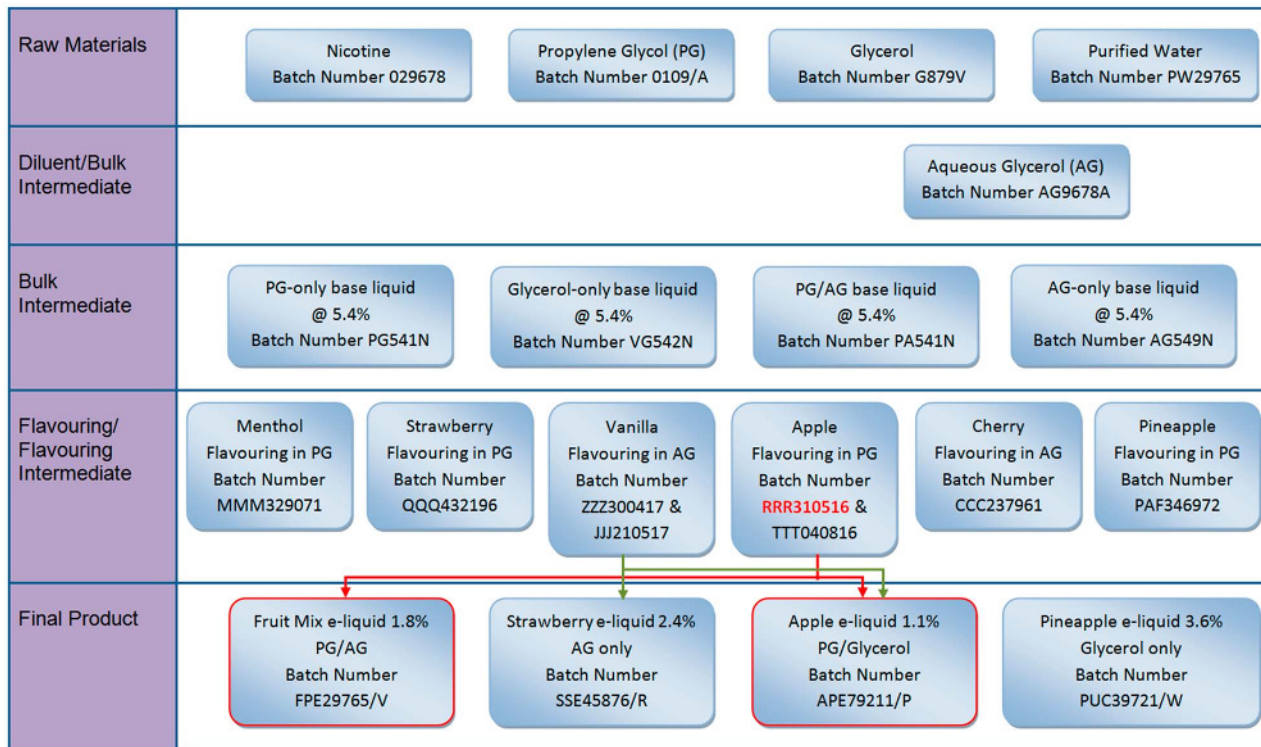 Raw Materials
Nicotine
Batch Number 029678
Propylene Glycol (PG)
Batch Number 0109/A
Glycerol
Batch Number G879V
Purified Water
Batch Number PW29765
Diluent/Bulk
Intermediate
Aqueous Glycerol (AG)
Batch Number AG9678A
Bulk
Intermediate
PG-only base liquid
@ 5.4%
Batch Number PG541N
Glycerol-only base liquid
@ 5.4%
Batch Number VG542N
PG/AG base liquid
@ 5.4%
Batch Number PA541N
AG-only base liquid
@ 5.4%
Batch Number AG549N
Flavouring/
Flavouring
Intermediate
Menthol
Flavouring in PG
Batch Number
MMM329071
Strawberry
Flavouring in PG
Batch Number
QQQ432196
Vanilla
Flavouring in AG
Batch Number
ZZZ300417 &
JJJ210517
Apple
Flavouring in PG
Batch Number
RRR310516 &
TTT040816
Cherry
Flavouring in AG
Batch Number
CCC237961
Pineapple
Flavouring in PG
Batch Number
PAF346972
Final Product
Fruit Mix e-liquid 1.8%
PG/AG
Batch Number
FPE29765/V
Strawberry e-liquid 2.4%
AG only
Batch Number
SSE45876/R
Apple e-liquid 1.1%
PG/Glycerol
Batch Number
APE79211/P
Pineapple e-liquid 3.6%
Glycerol only
Batch Number
PUC39721/W